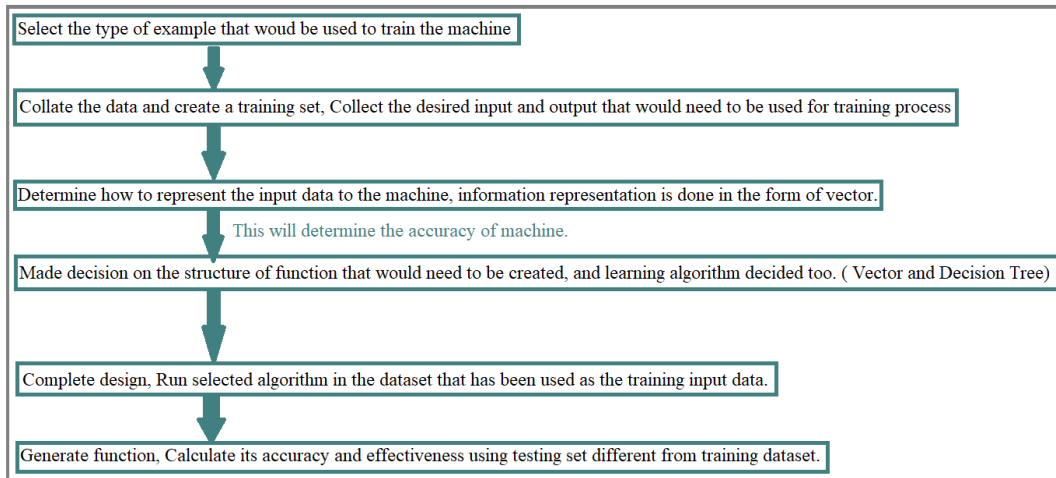 Select the type of example that woud be used to train the machine
Collate the data and create a training set, Collect the desired input and output that would need to be used for training process
Determine how to represent the input data to the machine, information representation is done in the form of vector.
This will determine the accuracy of machine.
Made decision on the structure of function that would need to be created, and learning algorithm decided too. ( Vector and Decision Tree)
Complete design, Run selected algorithm in the dataset that has been used as the training input data.
Generate function, Calculate its accuracy and effectiveness using testing set different from training dataset.